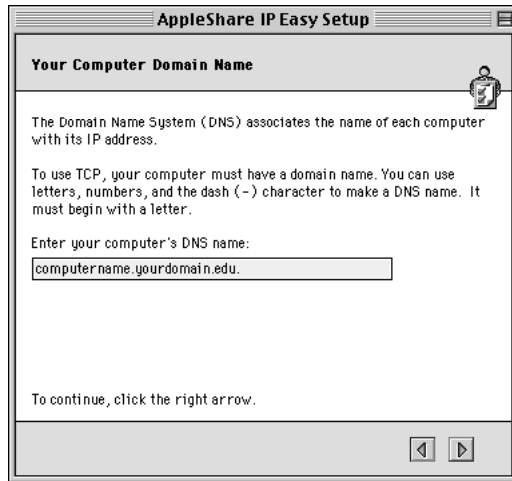 AppleShare IP Easy Setup
Your Computer Domain Name
The Domain Name System (DNS) associates the name of each computer
with its IP address.
To use TCP, your computer must have a domain name. You can use
letters, numbers, and the dash (-) character to make a DNS name. It
must begin with a letter.
Enter your computer's DNS name:
computername.yourdomain.edu.
To continue, click the right arrow.